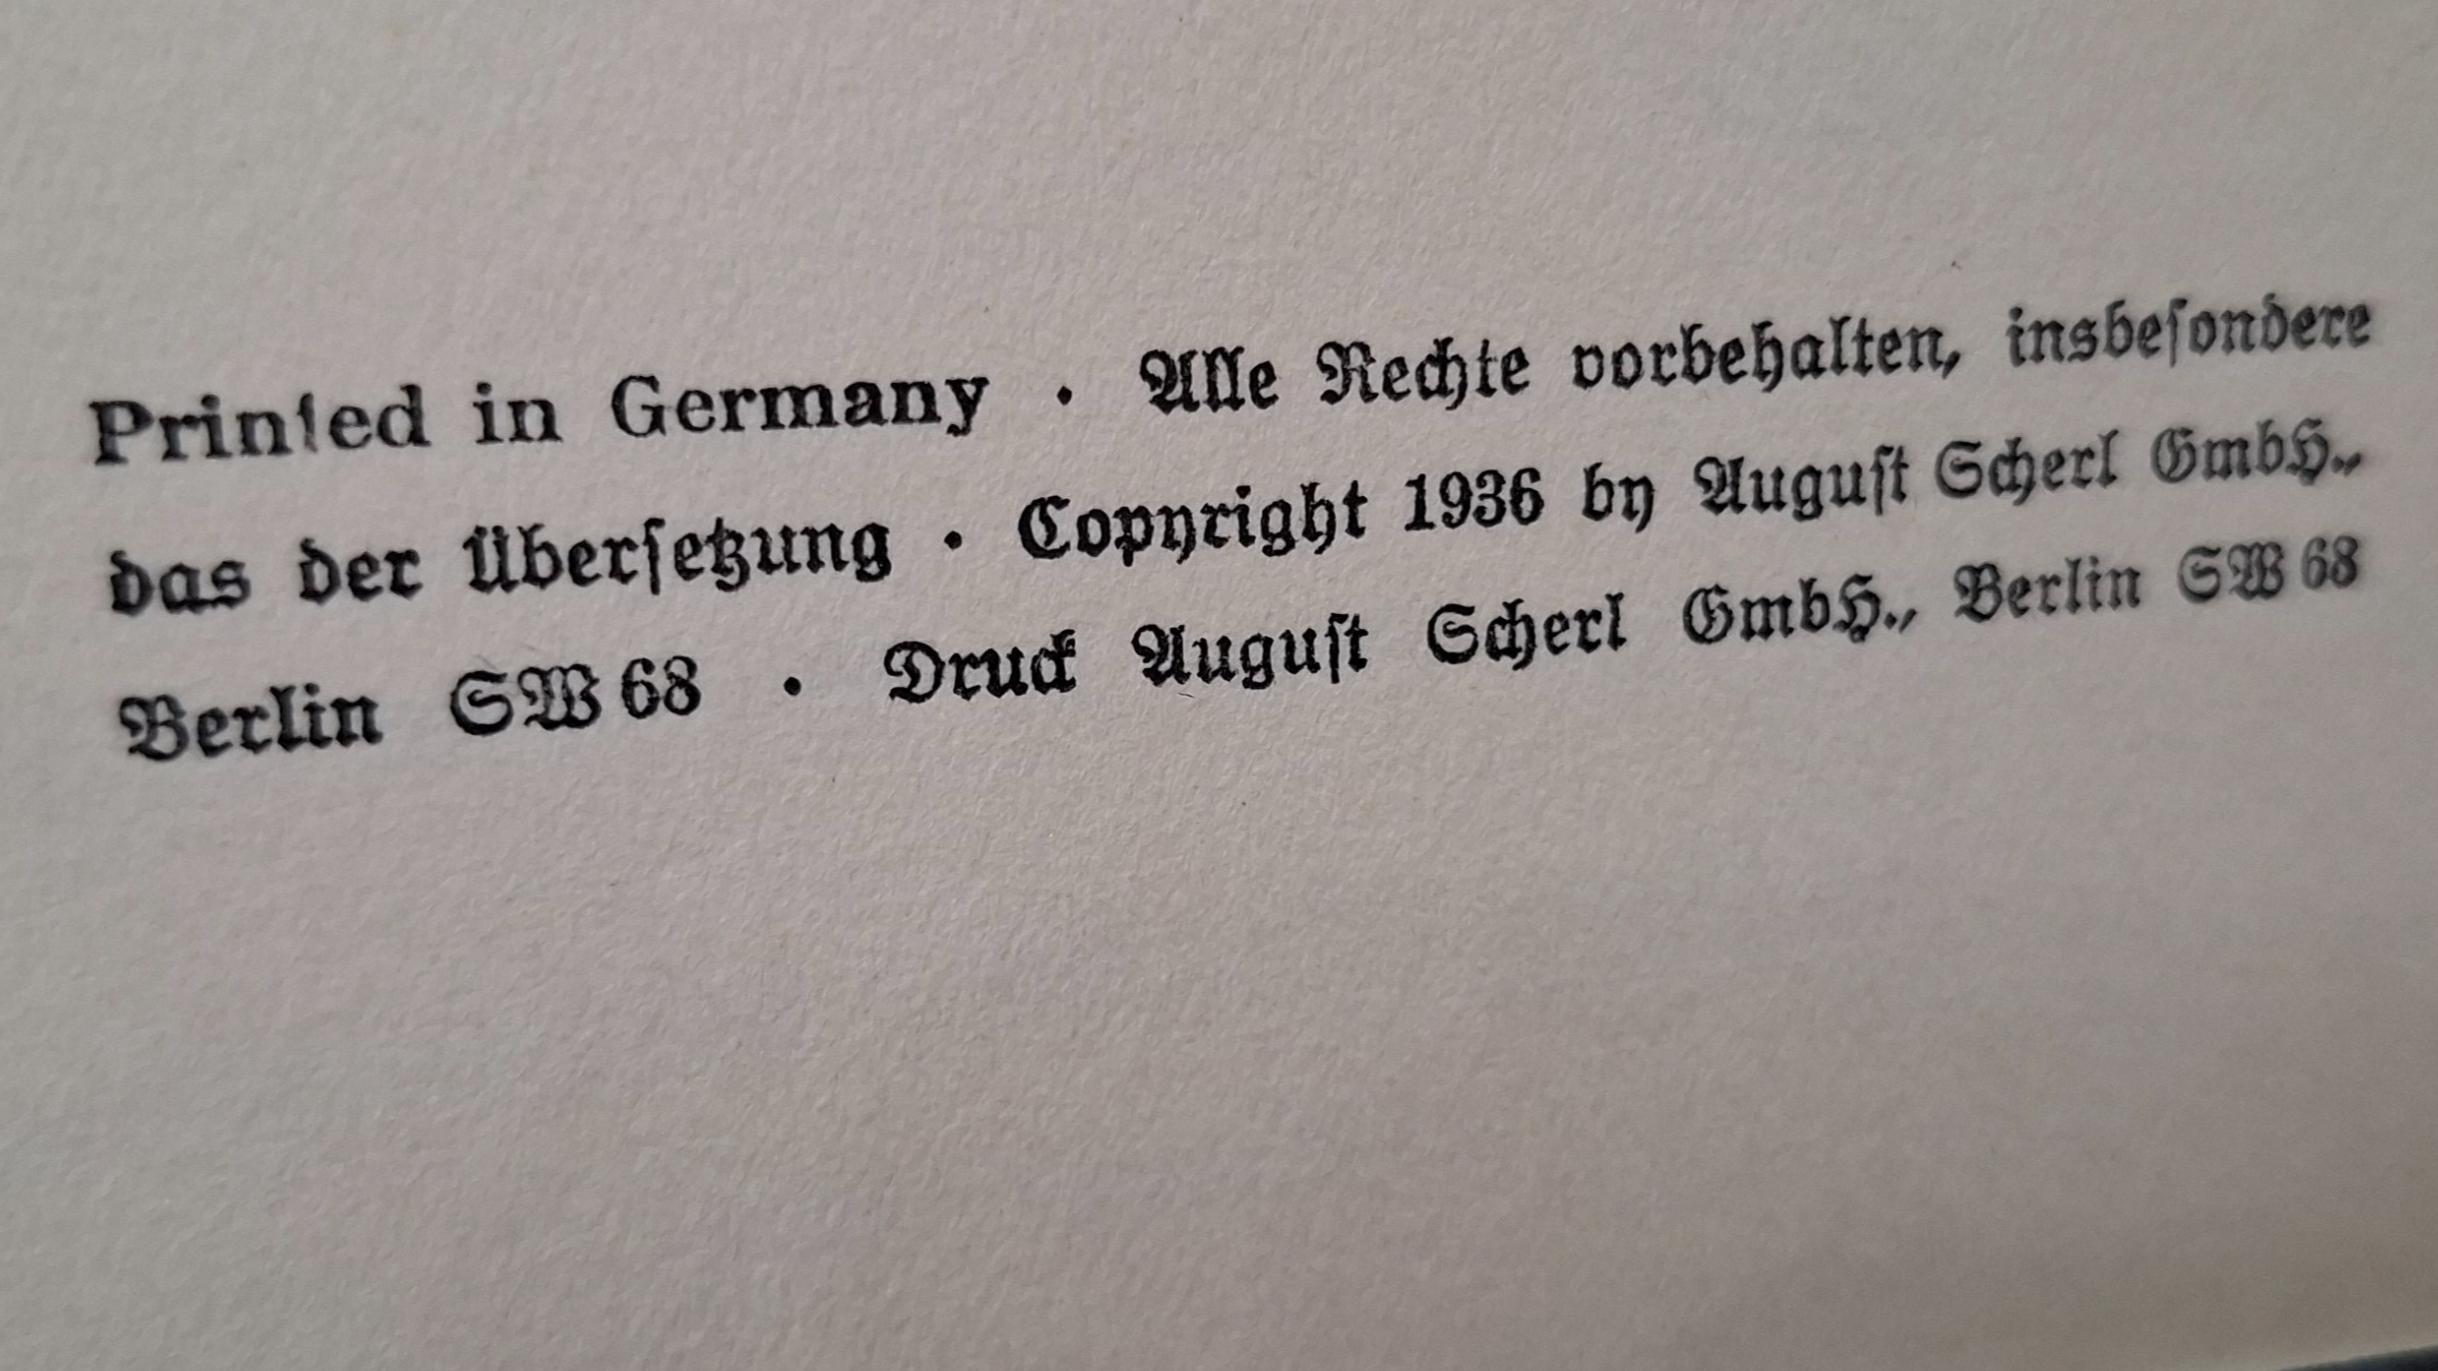 Printed in Germany · Alle Rechte vorbehalten, insbeſondere
das der Überſetzung · Copyright 1936 by Auguſt Scherl GmbH.,
Berlin SW 68 · Druck Auguſt Scherl GmbH., Berlin SW 68